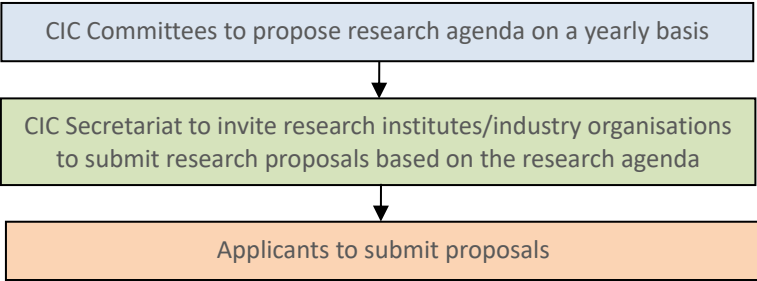 CIC Committees to propose research agenda on a yearly basis
CIC Secretariat to invite research institutes/industry organisations
to submit research proposals based on the research agenda
Applicants to submit proposals